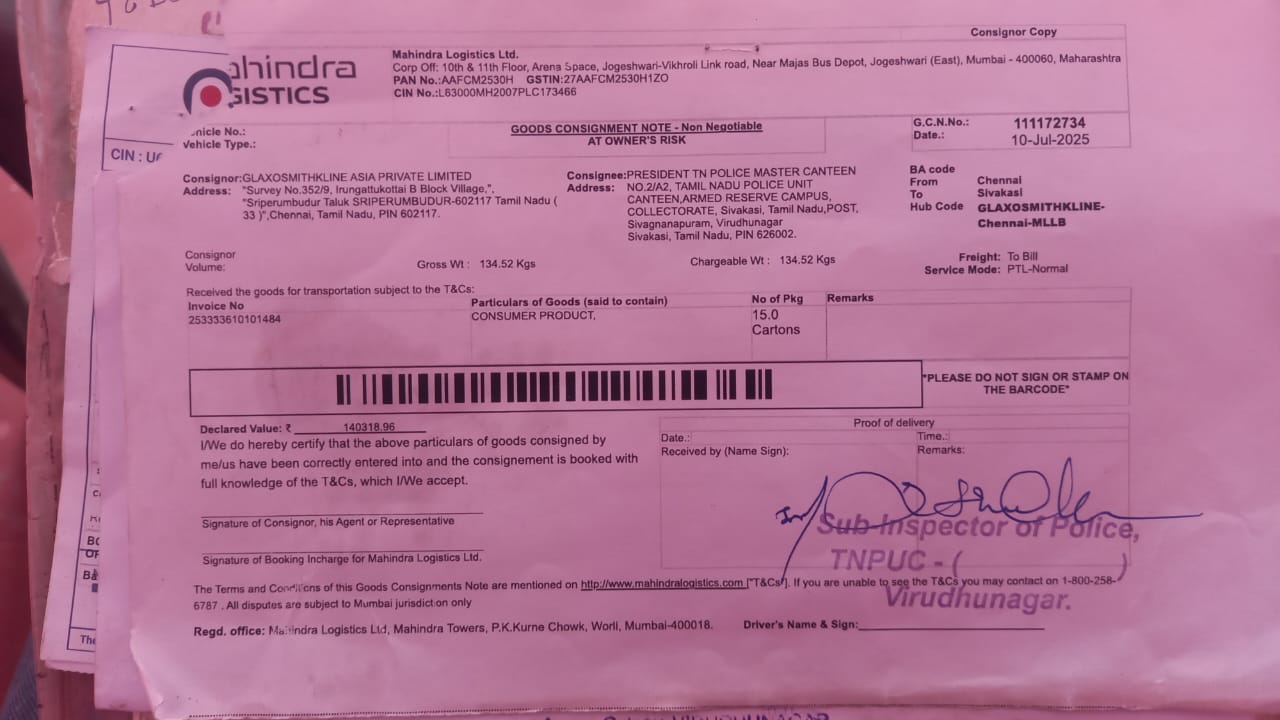 Consignor Copy
Mahindra Logistics Ltd.
ahindra
GISTICS
Corp Off: 10th & 11th Floor, Arena Space, Jogeshwari-Vikhroli Link road, Near Majas Bus Depot, Jogeshwari (East), Mumbai - 400060, Maharashtra
PAN No.:AAFCM2530H GSTIN:27AAFCM2530H1ZO
CIN No.:L63000MH2007PLC173466
CIN :
hicle No.:
Vehicle Type.:
GOODS CONSIGNMENT NOTE - Non Negotiable
AT OWNER'S RISK
G.C.N.No.: 111172734
Date.: 10-Jul-2025
Consignor:GLAXOSMITHKLINE ASIA PRIVATE LIMITED
Address: "Survey No.352/9, Irungattukottai B Block Village,",
"Sriperumbudur Taluk SRIPERUMBUDUR-602117 Tamil Nadu (
33 )",Chennai, Tamil Nadu, PIN 602117.
Consignee:PRESIDENT TN POLICE MASTER CANTEEN
Address: NO.2/A2, TAMIL NADU POLICE UNIT
CANTEEN,ARMED RESERVE CAMPUS,
COLLECTORATE, Sivakasi, Tamil Nadu,POST,
Sivagnanapuram, Virudhunagar
Sivakasi, Tamil Nadu, PIN 626002.
BA code
From Chennai
To Sivakasi
Hub Code GLAXOSMITHKLINE-
Chennai-MLLB
Consignor
Volume:
Gross Wt : 134.52 Kgs
Chargeable Wt : 134.52 Kgs
Freight: To Bill
Service Mode: PTL-Normal
Received the goods for transportation subject to the T&Cs:
Invoice No Particulars of Goods (said to contain) No of Pkg Remarks
253333610101484 CONSUMER PRODUCT, 15.0
Cartons
*PLEASE DO NOT SIGN OR STAMP ON
THE BARCODE*
Declared Value: ₹ 140318.96
I/We do hereby certify that the above particulars of goods consigned by
me/us have been correctly entered into and the consignement is booked with
full knowledge of the T&Cs, which I/We accept.
Signature of Consignor, his Agent or Representative
Signature of Booking Incharge for Mahindra Logistics Ltd.
Proof of delivery
Date.: Time.:
Received by (Name Sign): Remarks:
Sub-Inspector of Police,
TNPUC - ( )
Virudhunagar.
The Terms and Conditions of this Goods Consignments Note are mentioned on http://www.mahindralogistics.com ["T&Cs"]. If you are unable to see the T&Cs you may contact on 1-800-258-
6787 . All disputes are subject to Mumbai jurisdiction only
Regd. office: Mahindra Logistics Ltd, Mahindra Towers, P.K.Kurne Chowk, Worli, Mumbai-400018.
Driver's Name & Sign: